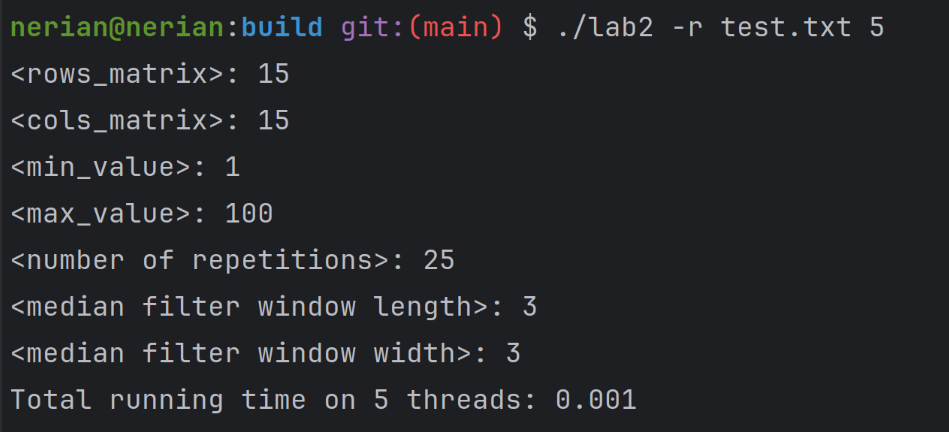 nerian@nerian:build git:(main) $ ./lab2 -r test.txt 5
<rows_matrix>: 15
<cols_matrix>: 15
<min_value>: 1
<max_value>: 100
<number of repetitions>: 25
<median filter window length>: 3
<median filter window width>: 3
Total running time on 5 threads: 0.001